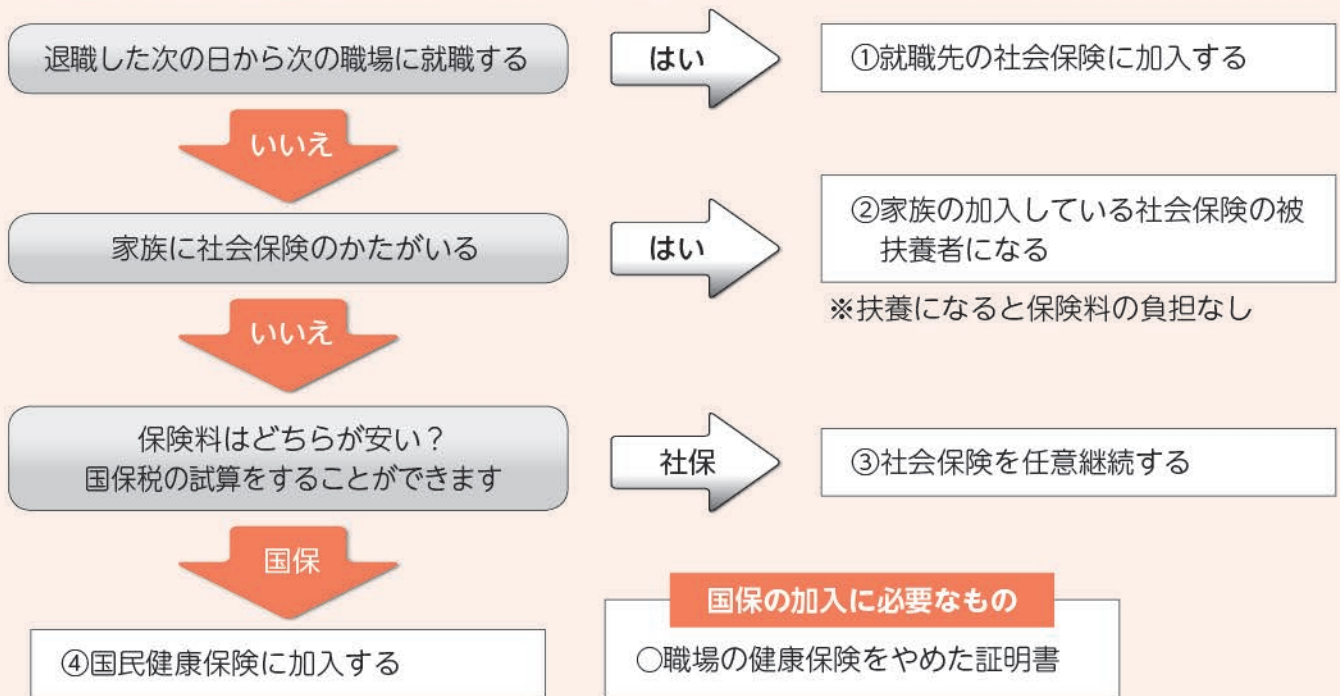 退職した次の日から次の職場に就職する
はい
①就職先の社会保険に加入する
いいえ
家族に社会保険のかたがいる
はい
②家族の加入している社会保険の被
扶養者になる
※扶養になると保険料の負担なし
いいえ
保険料はどちらが安い？
国保税の試算をすることができます
社保
③社会保険を任意継続する
国保
④国民健康保険に加入する
国保の加入に必要なもの
○職場の健康保険をやめた証明書